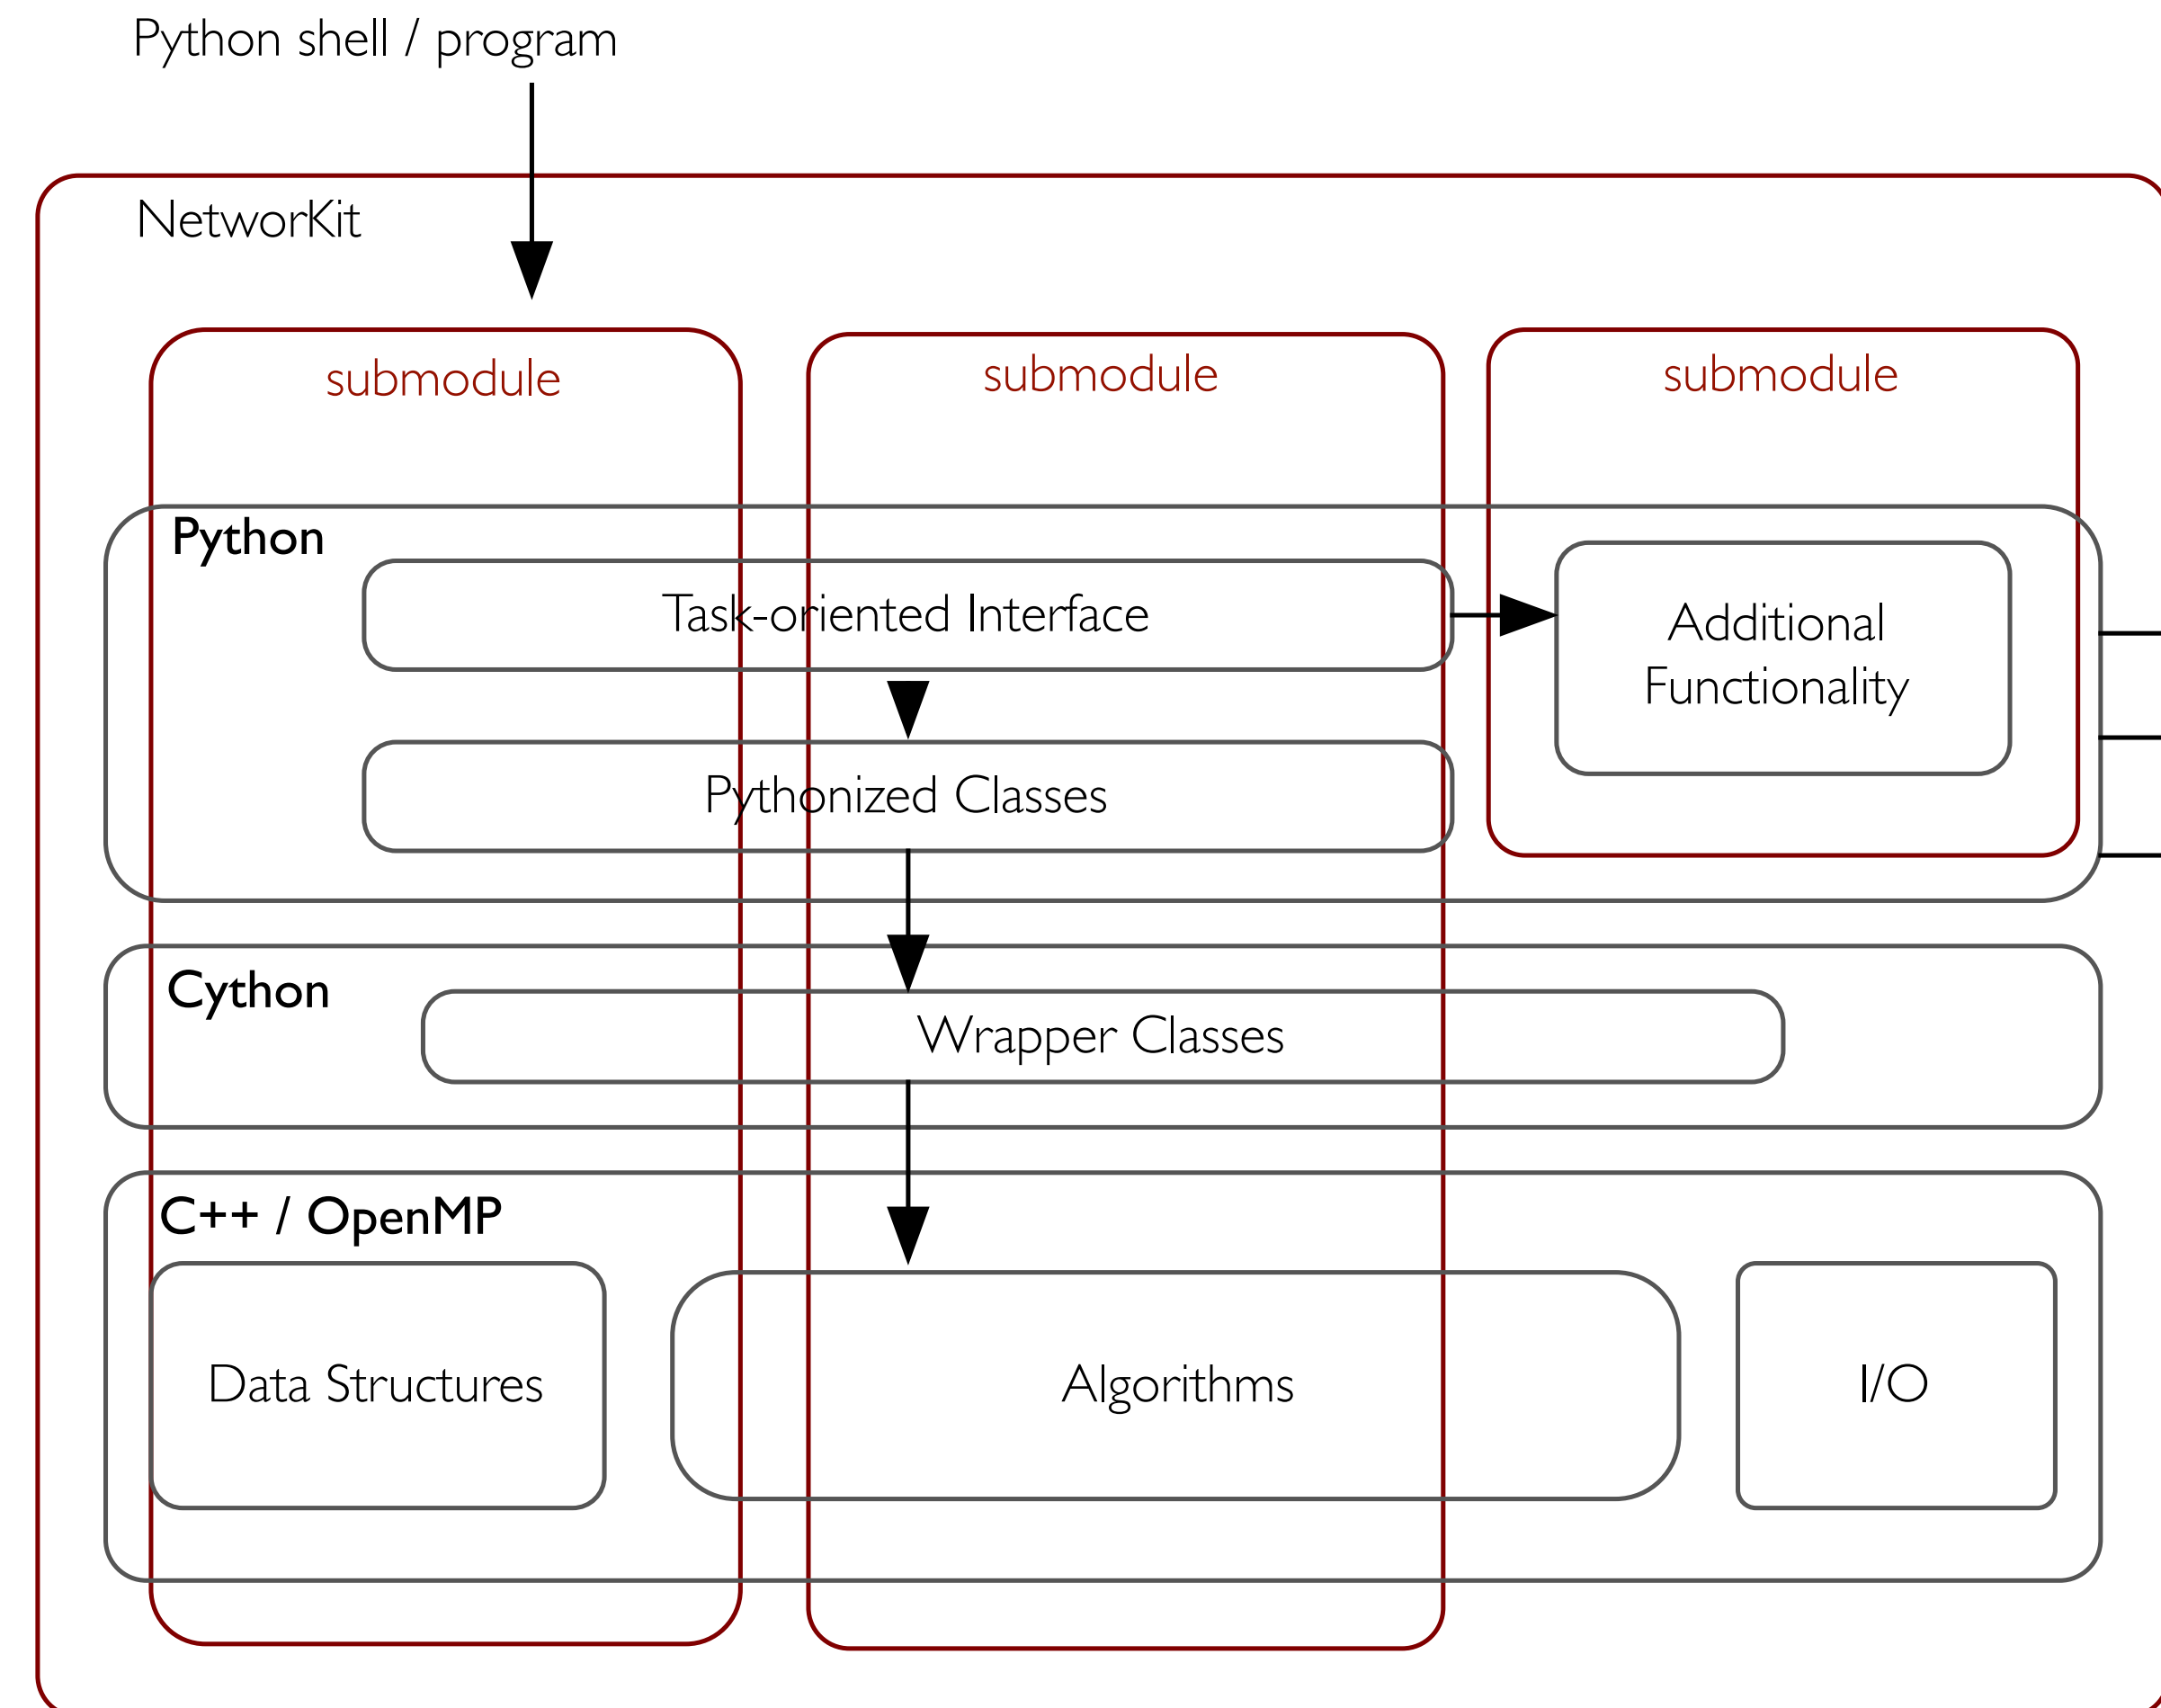 Python shell / program
NetworKit
submodule
submodule
submodule
Python
Task-oriented Interface
Additional
Functionality
Pythonized Classes
Cython
Wrapper Classes
C++ / OpenMP
Data Structures
Algorithms
I/O